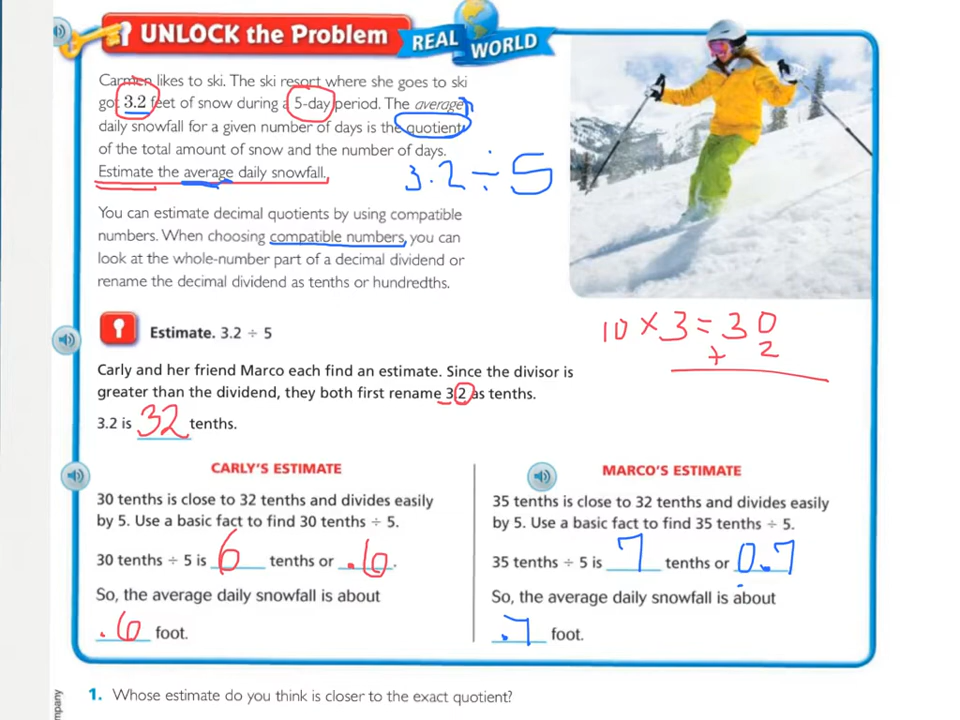 UNLOCK the Problem REAL WORLD
Carmen likes to ski. The ski resort where she goes to ski
got 3.2 feet of snow during a 5-day period. The average
daily snowfall for a given number of days is the quotient
of the total amount of snow and the number of days.
Estimate the average daily snowfall.
3.2 ÷ 5
You can estimate decimal quotients by using compatible
numbers. When choosing compatible numbers, you can
look at the whole-number part of a decimal dividend or
rename the decimal dividend as tenths or hundredths.
Estimate. 3.2 ÷ 5
10 × 3 = 30
+ 2
Carly and her friend Marco each find an estimate. Since the divisor is
greater than the dividend, they both first rename 3.2 as tenths.
3.2 is 32 tenths.
CARLY'S ESTIMATE
30 tenths is close to 32 tenths and divides easily
by 5. Use a basic fact to find 30 tenths ÷ 5.
30 tenths ÷ 5 is 6 tenths or .6.
So, the average daily snowfall is about
.6 foot.
MARCO'S ESTIMATE
35 tenths is close to 32 tenths and divides easily
by 5. Use a basic fact to find 35 tenths ÷ 5.
35 tenths ÷ 5 is 7 tenths or 0.7
So, the average daily snowfall is about
.7 foot.
1. Whose estimate do you think is closer to the exact quotient?